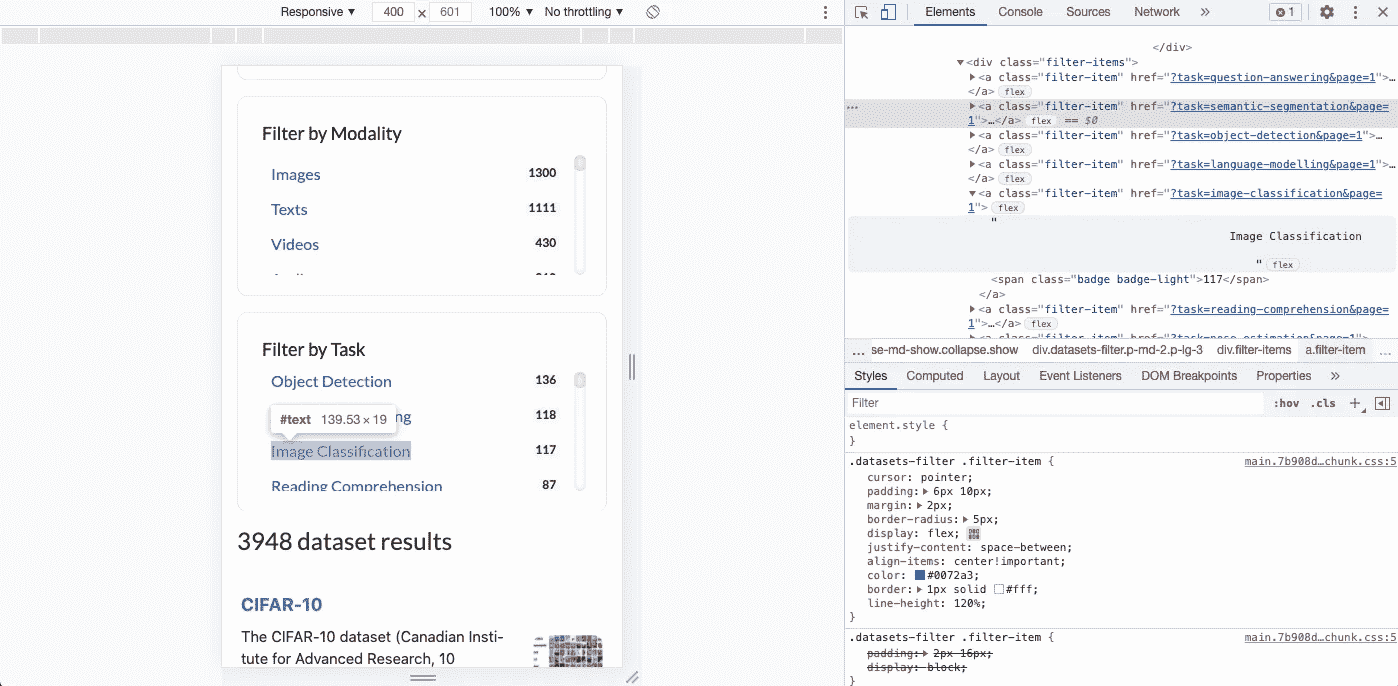 Responsive ▼ 400 x 601 100% ▼ No throttling ▼
Filter by Modality
Images 1300
Texts 1111
Videos 430
Filter by Task
Object Detection 136
#text 139.53 × 19 ng 118
Image Classification 117
Reading Comprehension 87
3948 dataset results
CIFAR-10
The CIFAR-10 dataset (Canadian Insti-
tute for Advanced Research, 10
Elements Console Sources Network » 1
</div>
▼<div class="filter-items">
▶<a class="filter-item" href="?task=question-answering&page=1">…
</a> flex
… ▶<a class="filter-item" href="?task=semantic-segmentation&page=
1">…</a> flex == $0
▶<a class="filter-item" href="?task=object-detection&page=1">…
</a> flex
▶<a class="filter-item" href="?task=language-modelling&page=1">…
</a> flex
▼<a class="filter-item" href="?task=image-classification&page=
1"> flex
"
Image Classification
" flex
<span class="badge badge-light">117</span>
</a>
▶<a class="filter-item" href="?task=reading-comprehension&page=
1">…</a> flex
▶<a class="filter-item" href="?task=pose-estimation&page=1">…
… se-md-show.collapse.show div.datasets-filter.p-md-2.p-lg-3 div.filter-items a.filter-item …
Styles Computed Layout Event Listeners DOM Breakpoints Properties »
Filter :hov .cls +
element.style {
}
.datasets-filter .filter-item { main.7b908d…chunk.css:5
cursor: pointer;
padding: ▶ 6px 10px;
margin: ▶ 2px;
border-radius: ▶ 5px;
display: flex;
justify-content: space-between;
align-items: center!important;
color: #0072a3;
border: ▶ 1px solid #fff;
line-height: 120%;
}
.datasets-filter .filter-item { main.7b908d…chunk.css:5
padding: ▶ 2px 16px;
display: block;
}